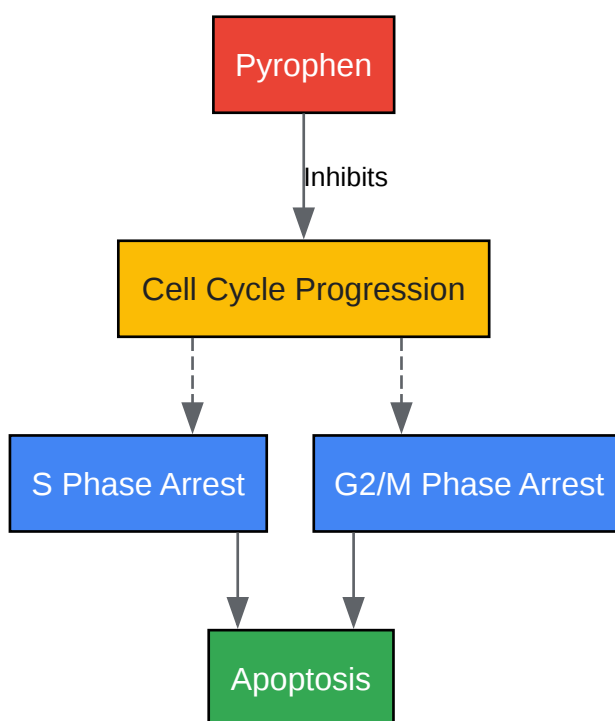 Pyrophen
Inhibits
Cell Cycle Progression
S Phase Arrest
G2/M Phase Arrest
Apoptosis